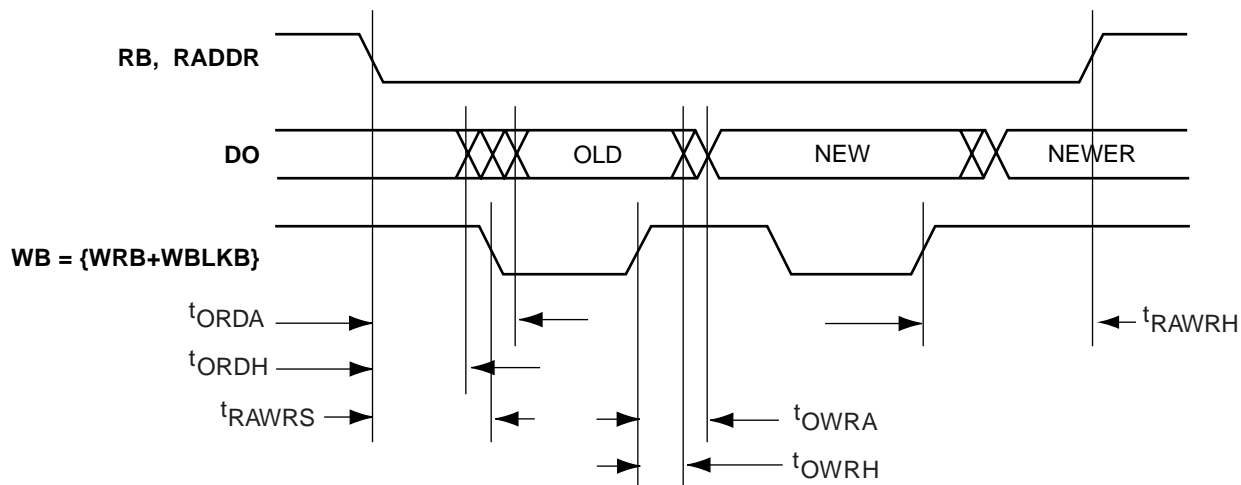 RB, RADDR
DO
OLD
NEW
NEWER
WB = {WRB+WBLKB}
tORDA
tRAWRH
tORDH
tRAWRS
tOWRA
tOWRH